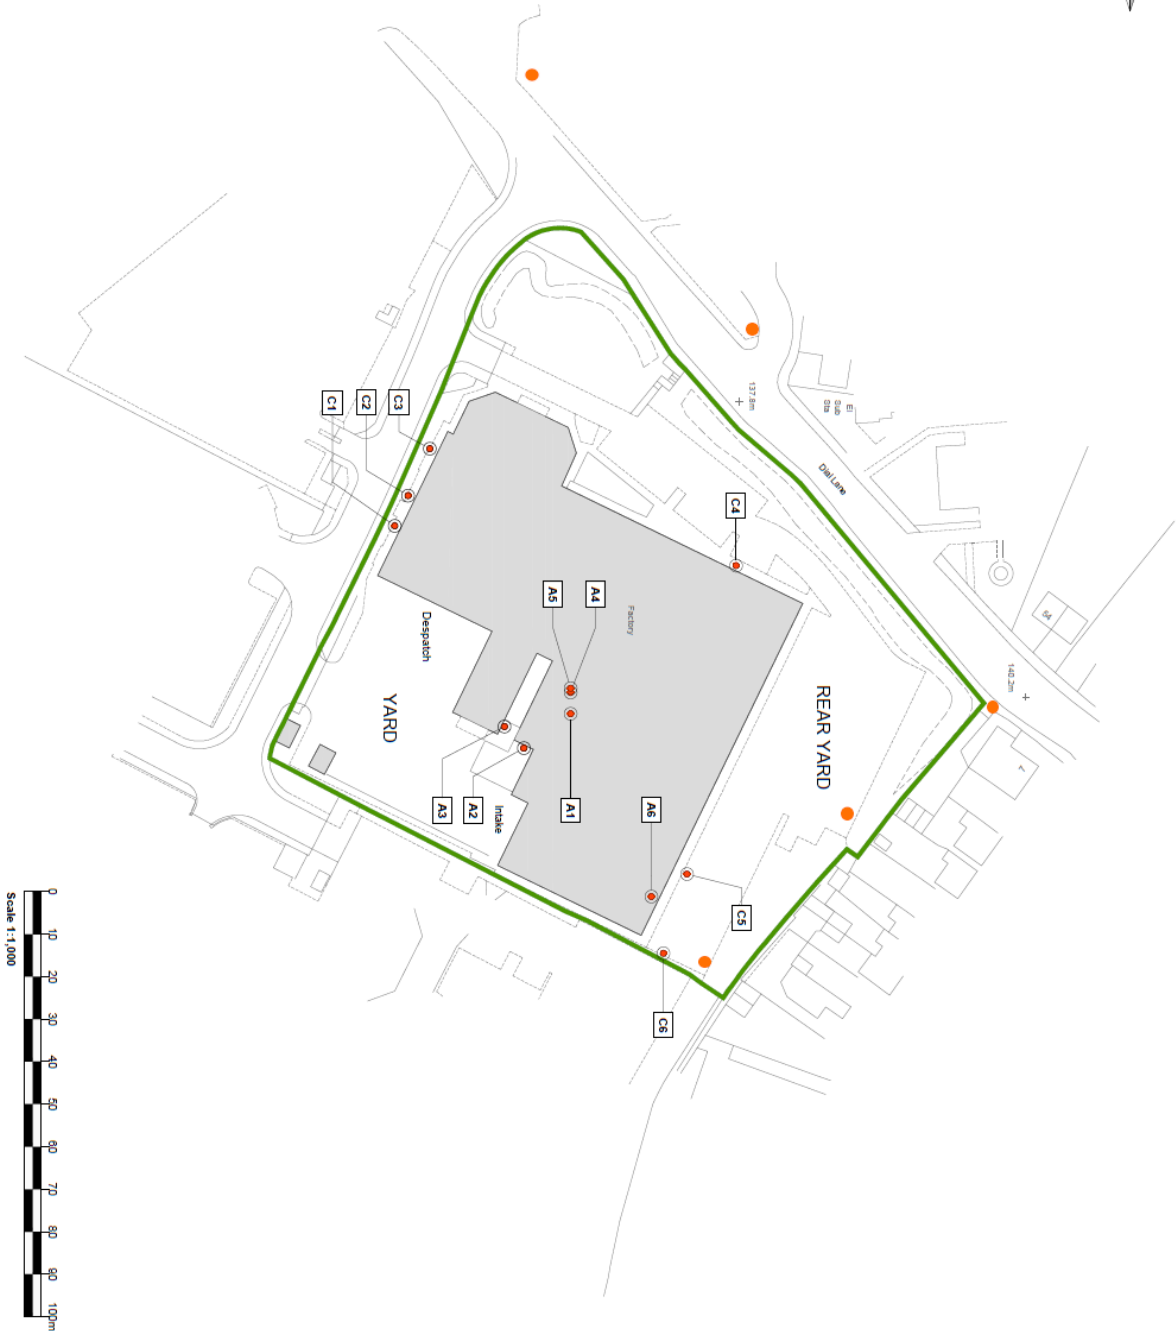 137.8m
El
Sub
Sta
Dial Lane
C1
C2
C3
C4
54
A5
A4
Factory
Despatch
140.2m
REAR YARD
YARD
7
A3
A2
Intake
A1
A6
C5
C6
0 10 20 30 40 50 60 70 80 90 100m
Scale 1:1,000